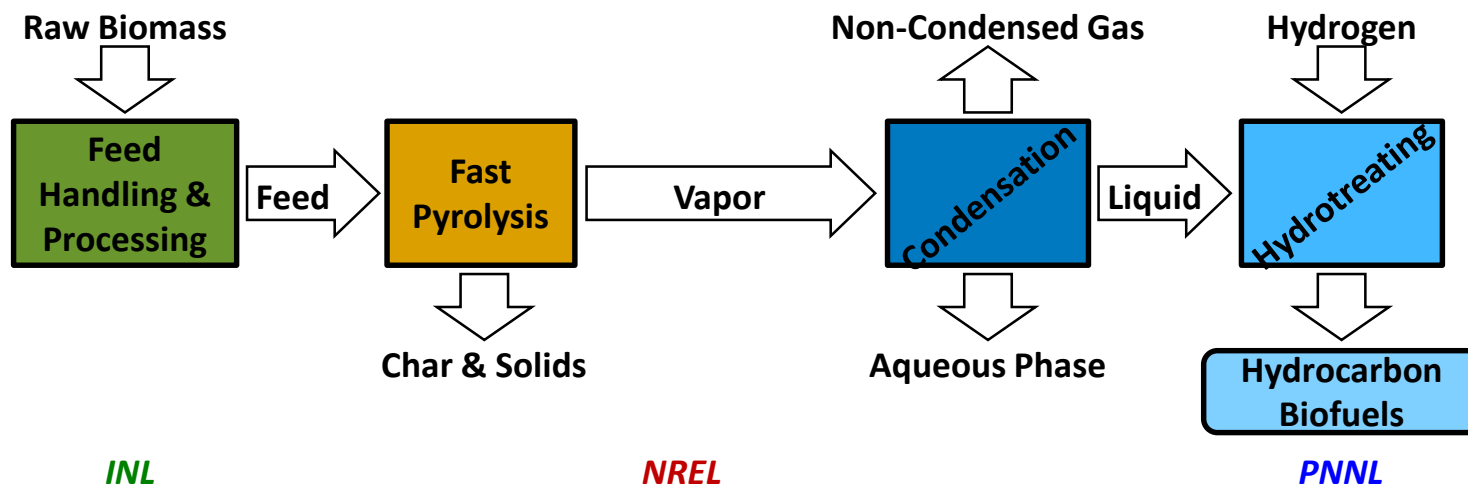 Raw Biomass
Non-Condensed Gas
Hydrogen
Feed
Handling &
Processing
Feed
Fast
Pyrolysis
Vapor
Condensation
Liquid
Hydrotreating
Char & Solids
Aqueous Phase
Hydrocarbon
Biofuels
INL
NREL
PNNL